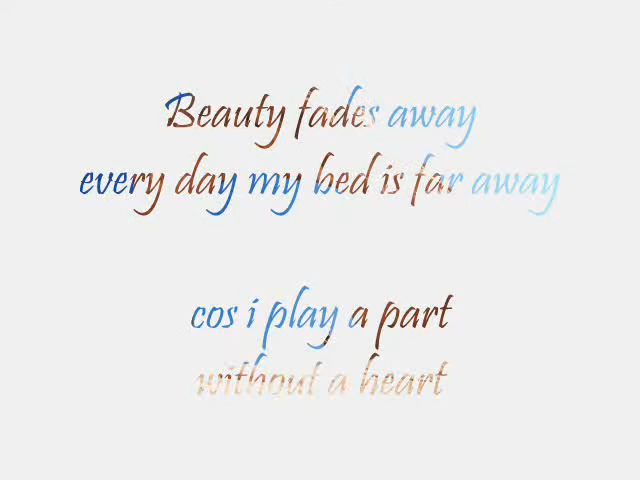 Beauty fades away
every day my bed is far away
cos i play a part
without a heart